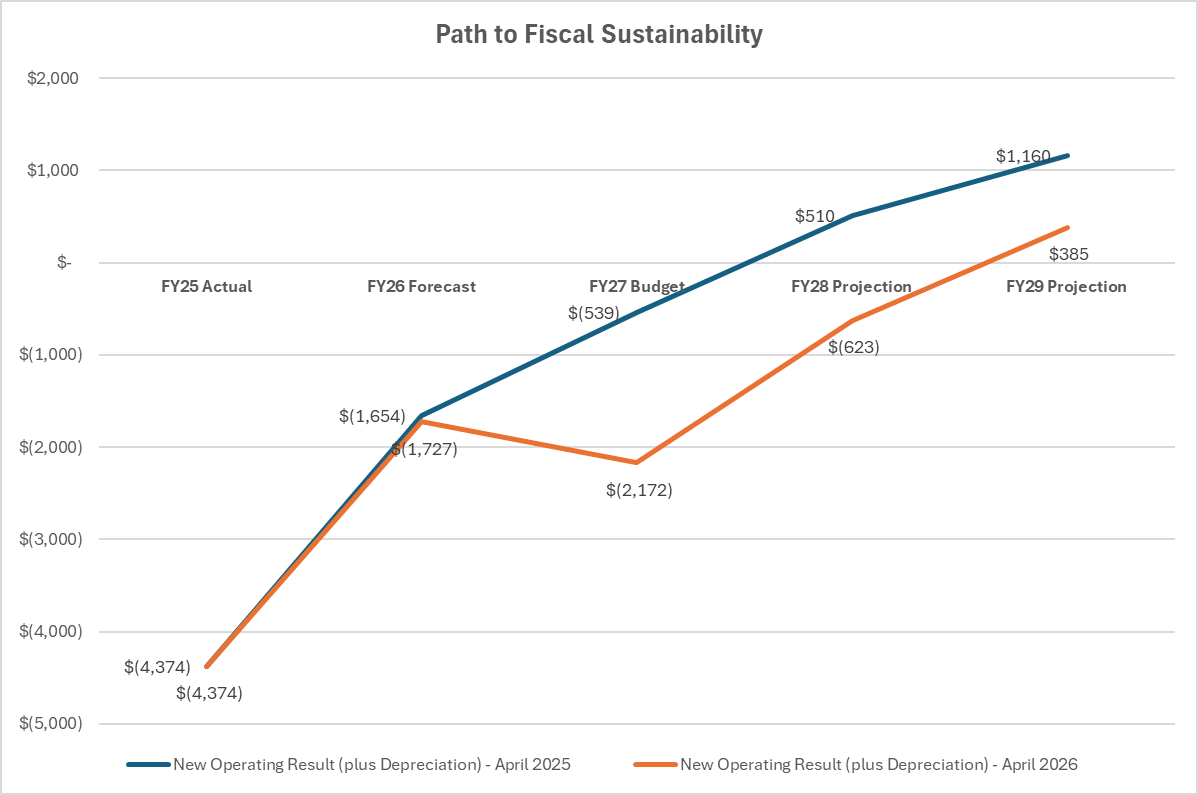 Path to Fiscal Sustainability
$2,000
$1,000
$-
$(1,000)
$(2,000)
$(3,000)
$(4,000)
$(5,000)
FY25 Actual
FY26 Forecast
FY27 Budget
FY28 Projection
FY29 Projection
$(4,374)
$(1,654)
$(539)
$510
$1,160
$(4,374)
$(1,727)
$(2,172)
$(623)
$385
New Operating Result (plus Depreciation) - April 2025
New Operating Result (plus Depreciation) - April 2026